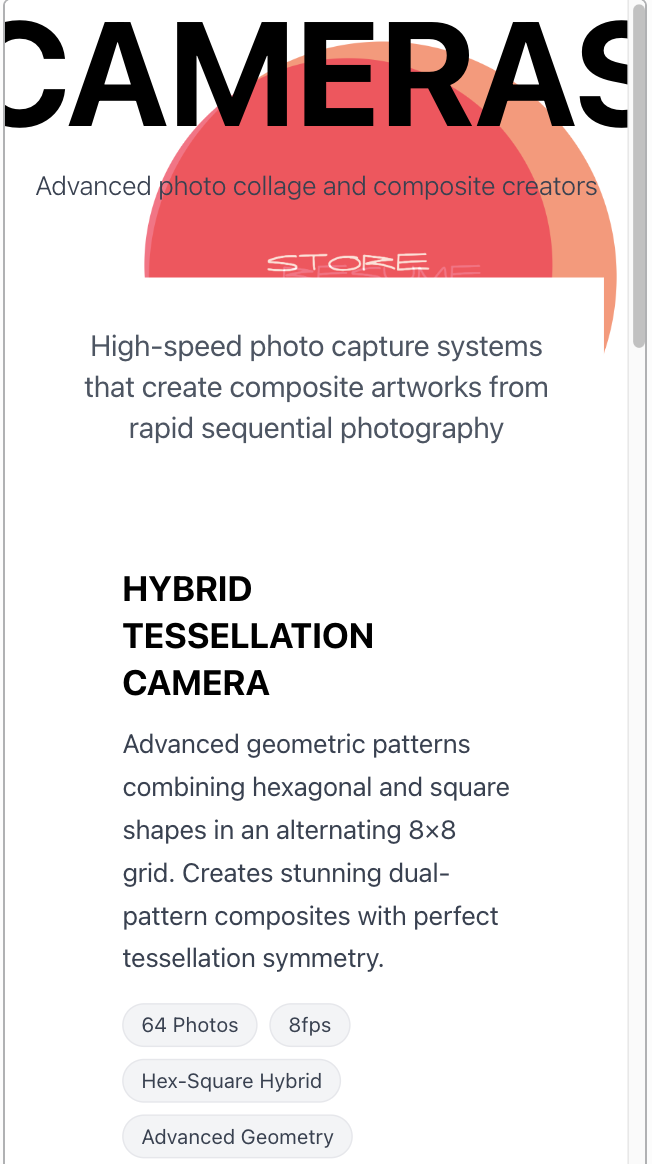 CAMERAS
Advanced photo collage and composite creators
STORE
RESUME
High-speed photo capture systems
that create composite artworks from
rapid sequential photography
HYBRID
TESSELLATION
CAMERA
Advanced geometric patterns
combining hexagonal and square
shapes in an alternating 8×8
grid. Creates stunning dual-
pattern composites with perfect
tessellation symmetry.
64 Photos 8fps
Hex-Square Hybrid
Advanced Geometry